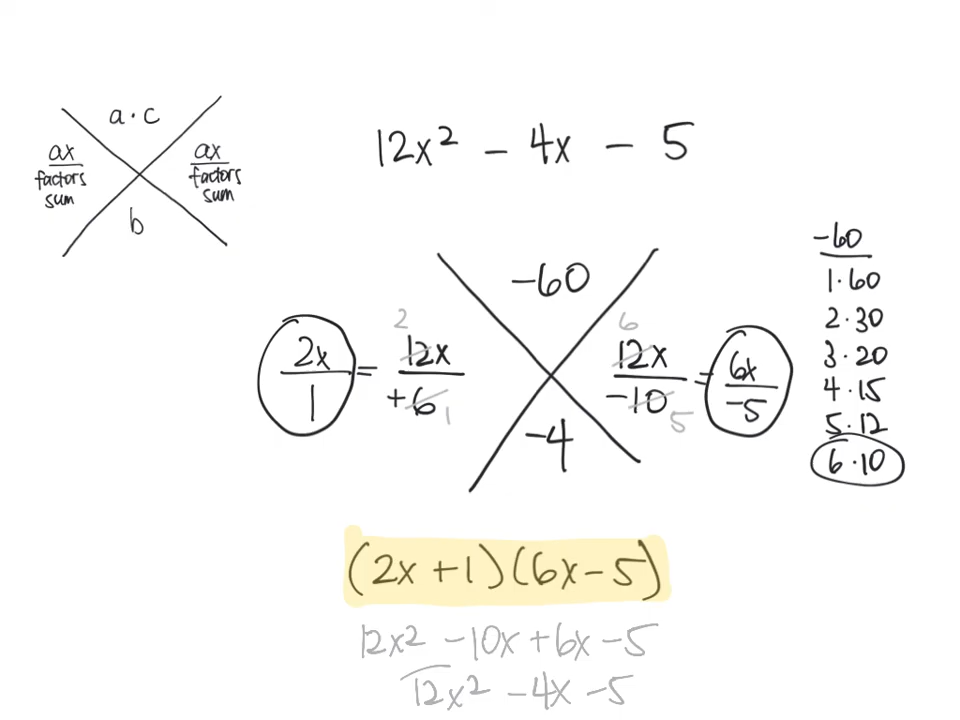 a · c
ax/factors sum
ax/factors sum
b
12x² - 4x - 5
-60
-60
1·60
2·30
3·20
4·15
5·12
6·10
2
6
2x/1 = 12x/+6
12x/-10 = 6x/-5
1
5
-4
(2x+1)(6x-5)
12x² -10x +6x -5
12x² -4x -5